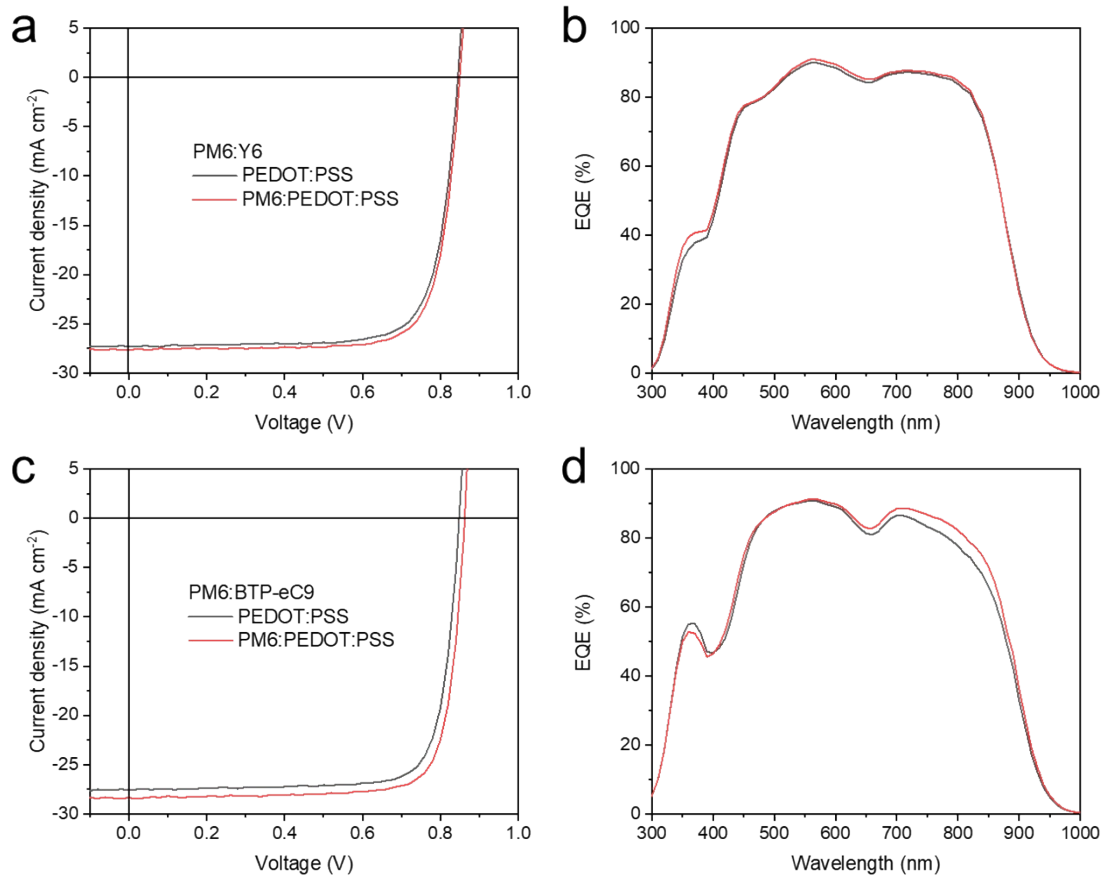 a
5
0
-5
-10
-15
-20
-25
-30
Current density (mA cm-2)
PM6:Y6
PEDOT:PSS
PM6:PEDOT:PSS
0.0 0.2 0.4 0.6 0.8 1.0
Voltage (V)
b
100
80
60
40
20
0
EQE (%)
300 400 500 600 700 800 900 1000
Wavelength (nm)
c
5
0
-5
-10
-15
-20
-25
-30
Current density (mA cm-2)
PM6:BTP-eC9
PEDOT:PSS
PM6:PEDOT:PSS
0.0 0.2 0.4 0.6 0.8 1.0
Voltage (V)
d
100
80
60
40
20
0
EQE (%)
300 400 500 600 700 800 900 1000
Wavelength (nm)